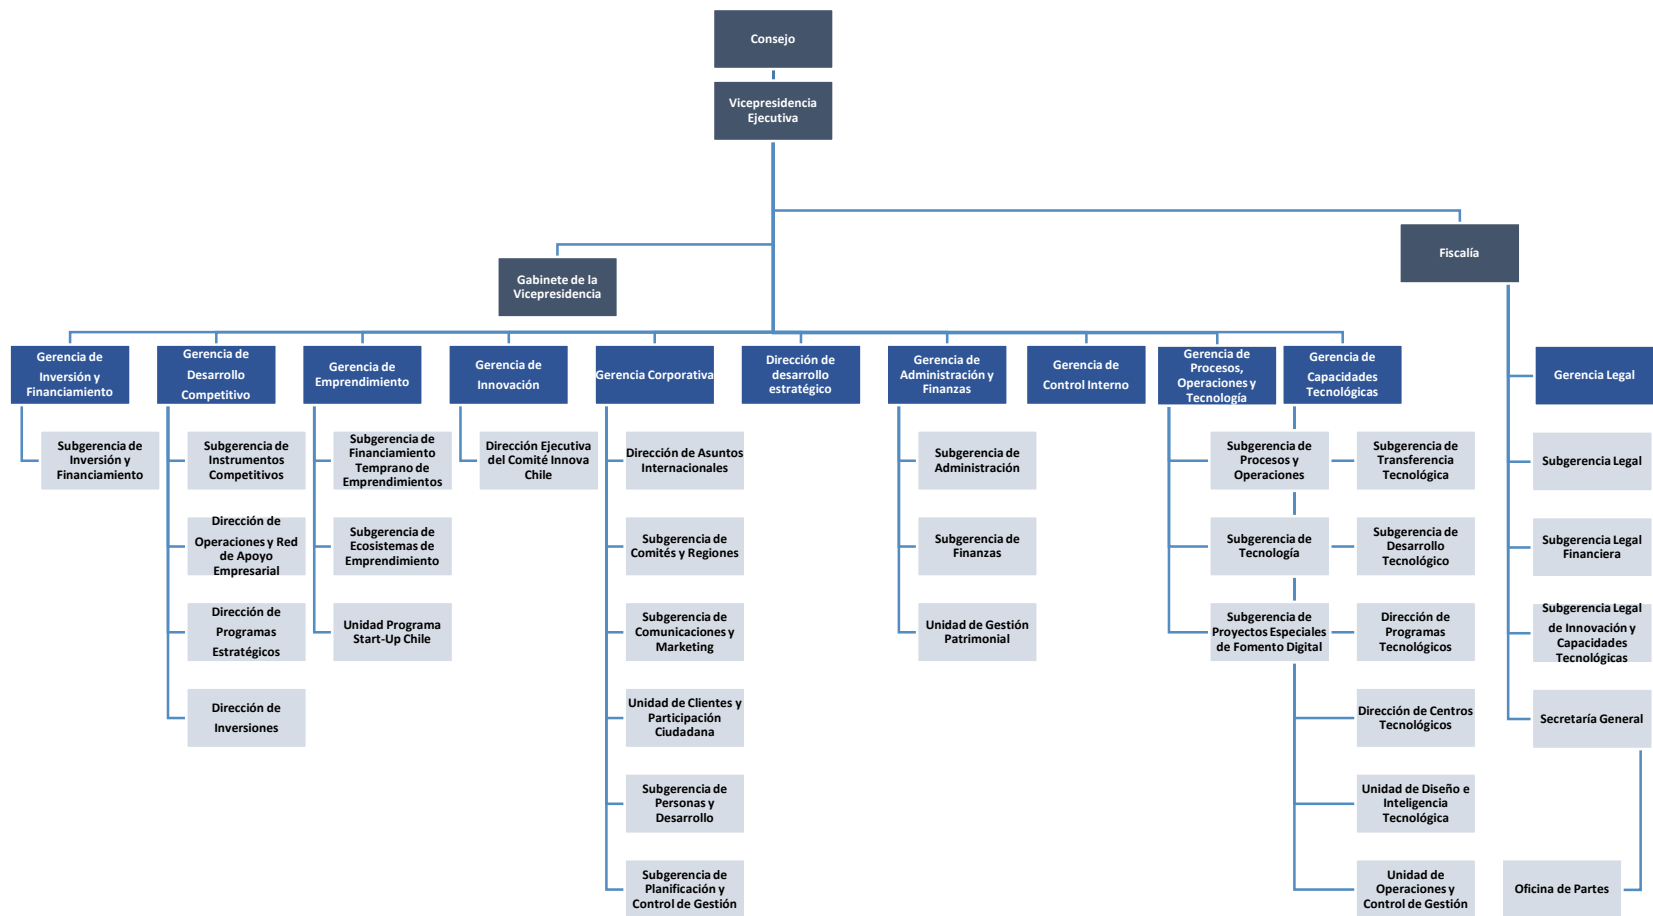 Consejo
Vicepresidencia
Ejecutiva
Fiscalía
Gabinete de la
Vicepresidencia
Gerencia de
Inversión y
Financiamiento
Gerencia de
Desarrollo
Competitivo
Gerencia de
Emprendimiento
Gerencia de
Innovación
Gerencia Corporativa
Dirección de
desarrollo
estratégico
Gerencia de
Administración y
Finanzas
Gerencia de
Control Interno
Gerencia de
Procesos,
Operaciones y
Tecnología
Gerencia de
Capacidades
Tecnológicas
Gerencia Legal
Subgerencia de
Inversión y
Financiamiento
Subgerencia de
Instrumentos
Competitivos
Subgerencia de
Financiamiento
Temprano de
Emprendimientos
Dirección Ejecutiva
del Comité Innova
Chile
Dirección de Asuntos
Internacionales
Subgerencia de
Administración
Subgerencia de
Procesos y
Operaciones
Subgerencia de
Transferencia
Tecnológica
Subgerencia Legal
Dirección de
Operaciones y Red
de Apoyo
Empresarial
Subgerencia de
Ecosistemas de
Emprendimiento
Subgerencia de
Comités y Regiones
Subgerencia de
Finanzas
Subgerencia de
Tecnología
Subgerencia de
Desarrollo
Tecnológico
Subgerencia Legal
Financiera
Dirección de
Programas
Estratégicos
Unidad Programa
Start-Up Chile
Subgerencia de
Comunicaciones y
Marketing
Unidad de Gestión
Patrimonial
Subgerencia de
Proyectos Especiales
de Fomento Digital
Dirección de
Programas
Tecnológicos
Subgerencia Legal
de Innovación y
Capacidades
Tecnológicas
Dirección de
Inversiones
Unidad de Clientes y
Participación
Ciudadana
Dirección de Centros
Tecnológicos
Secretaría General
Subgerencia de
Personas y
Desarrollo
Unidad de Diseño e
Inteligencia
Tecnológica
Subgerencia de
Planificación y
Control de Gestión
Unidad de
Operaciones y
Control de Gestión
Oficina de Partes